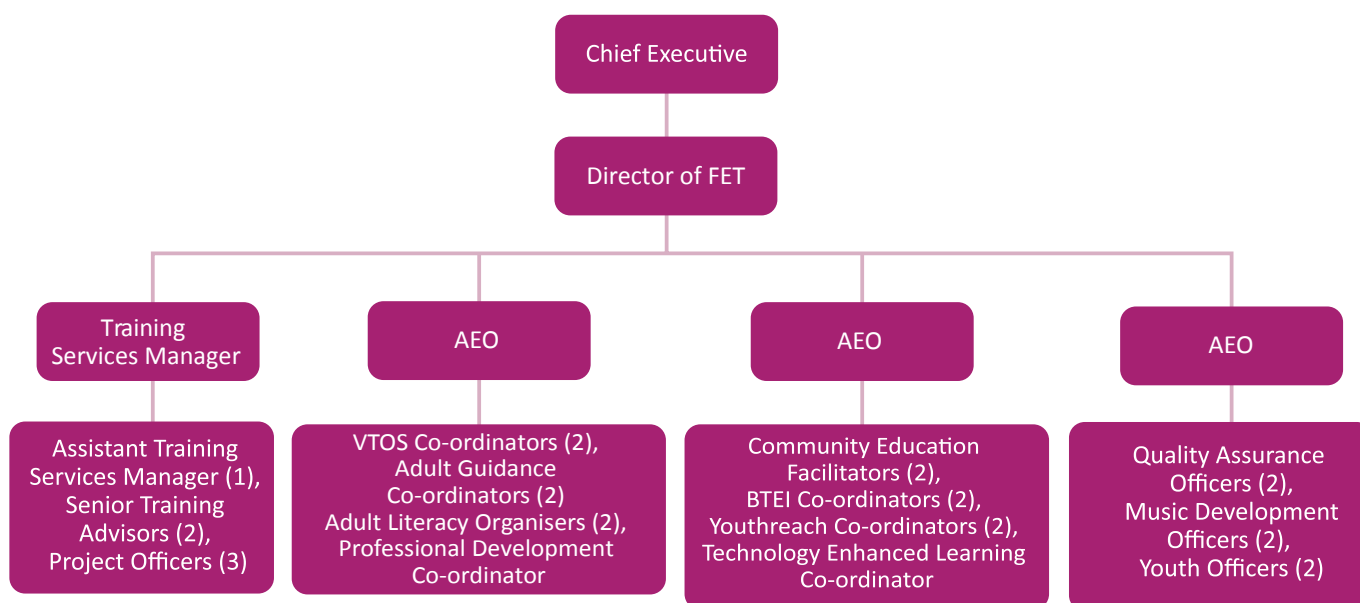 Chief Executive
Director of FET
Training
Services Manager
AEO
AEO
AEO
Assistant Training
Services Manager (1),
Senior Training
Advisors (2),
Project Officers (3)
VTOS Co-ordinators (2),
Adult Guidance
Co-ordinators (2)
Adult Literacy Organisers (2),
Professional Development
Co-ordinator
Community Education
Facilitators (2),
BTEI Co-ordinators (2),
Youthreach Co-ordinators (2),
Technology Enhanced Learning
Co-ordinator
Quality Assurance
Officers (2),
Music Development
Officers (2),
Youth Officers (2)